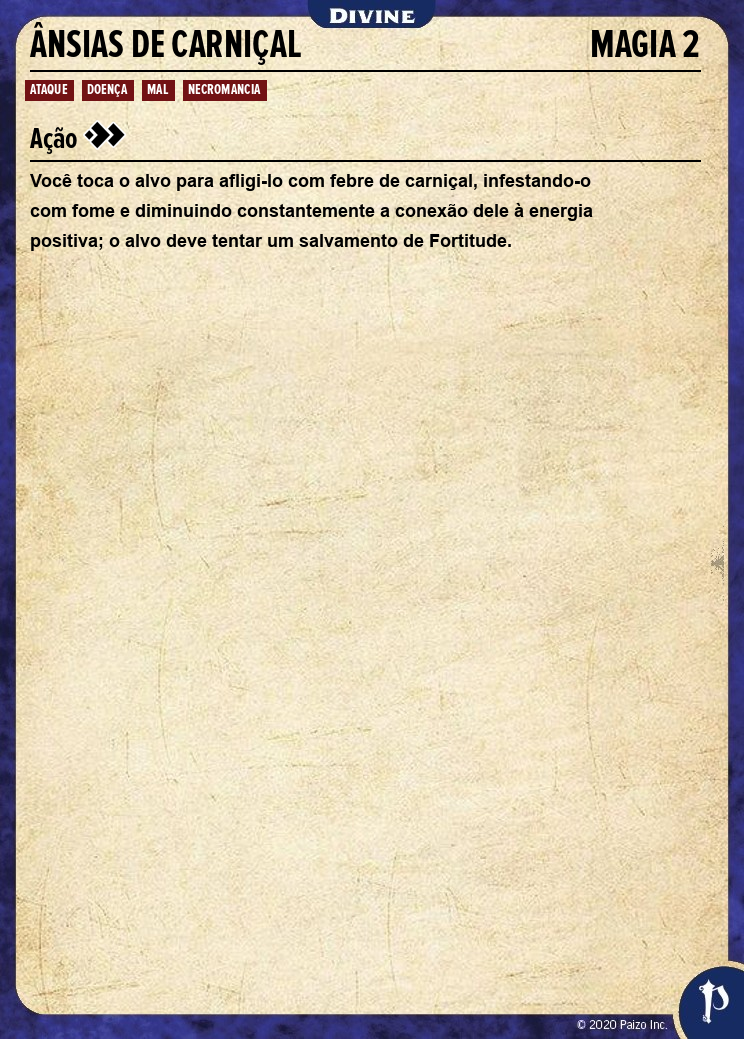 DIVINE
ÂNSIAS DE CARNIÇAL MAGIA 2
ATAQUE DOENÇA MAL NECROMANCIA
Ação
Você toca o alvo para afligi-lo com febre de carniçal, infestando-o
com fome e diminuindo constantemente a conexão dele à energia
positiva; o alvo deve tentar um salvamento de Fortitude.
© 2020 Paizo Inc.
P